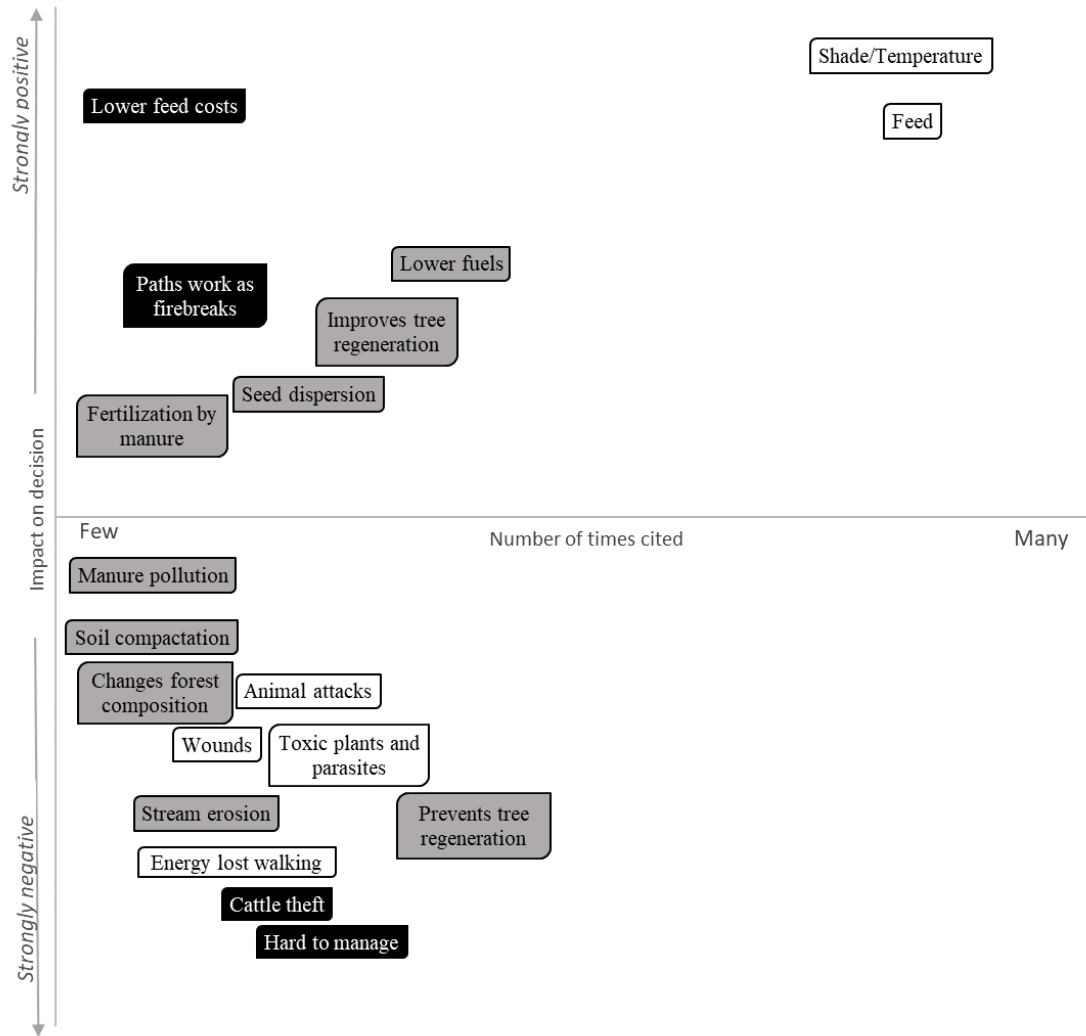 Strongly positive
Shade/Temperature
Lower feed costs
Feed
Lower fuels
Paths work as
firebreaks
Improves tree
regeneration
Seed dispersion
Fertilization by
manure
Impact on decision
Few
Number of times cited
Many
Manure pollution
Soil compactation
Changes forest
composition
Animal attacks
Wounds
Toxic plants and
parasites
Stream erosion
Prevents tree
regeneration
Energy lost walking
Cattle theft
Hard to manage
Strongly negative